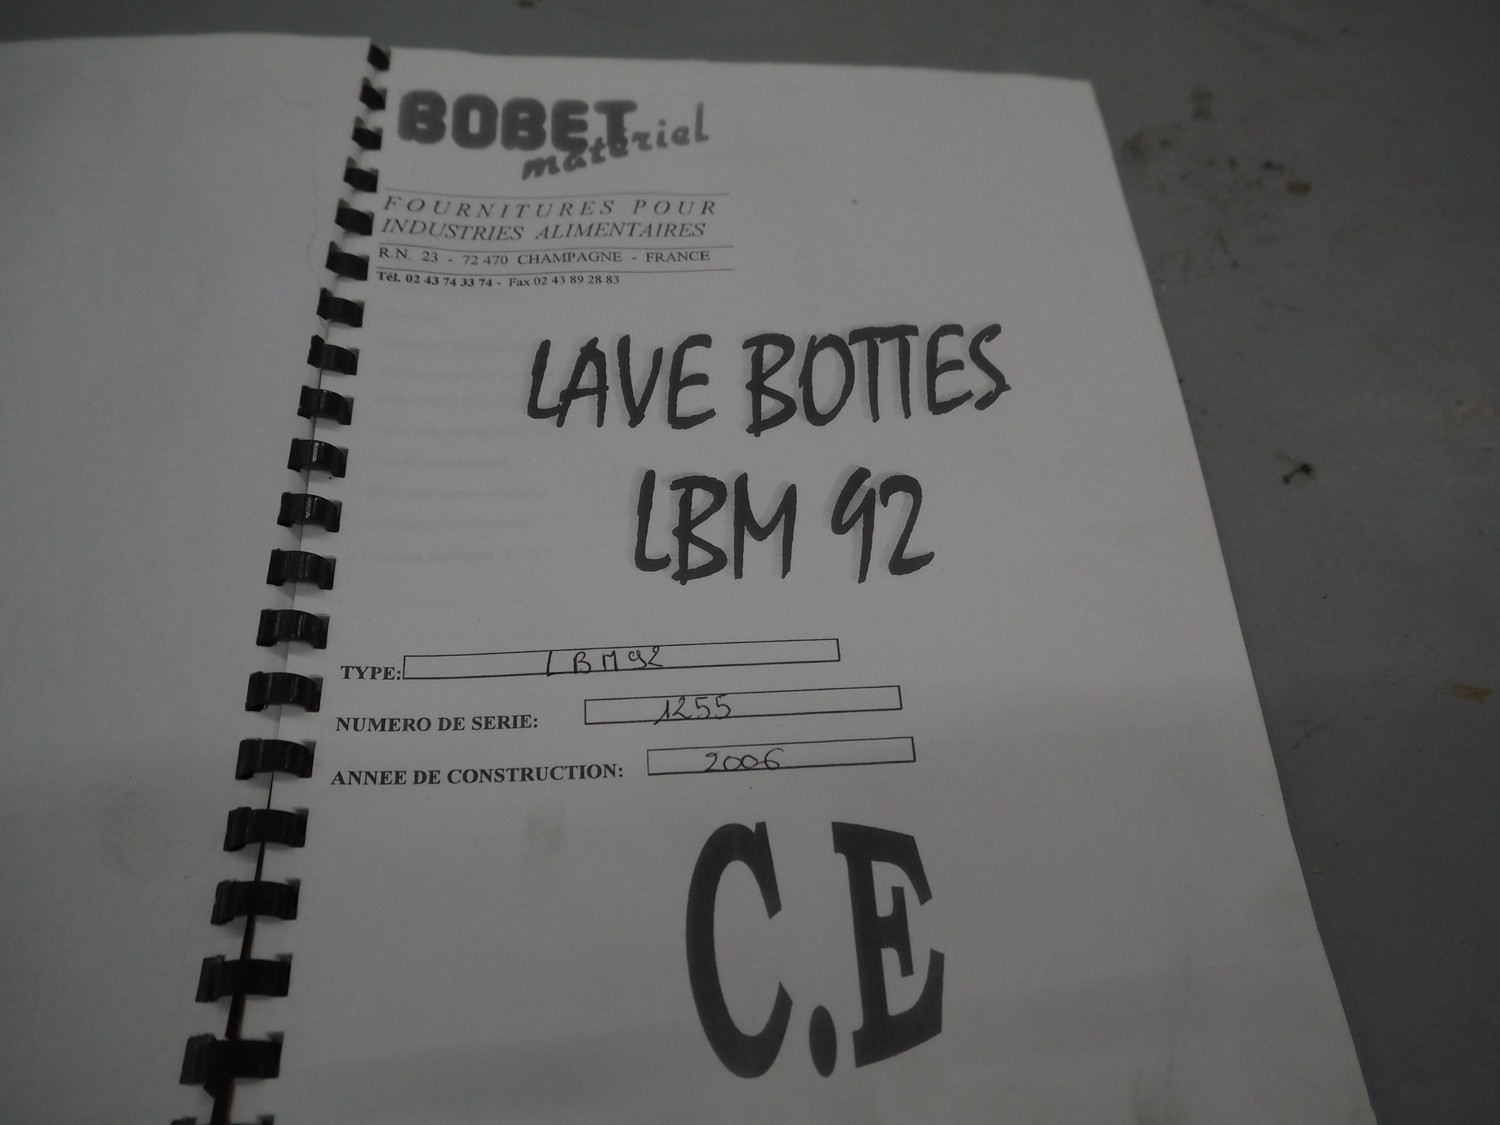 BOBET
matériel
FOURNITURES POUR
INDUSTRIES ALIMENTAIRES
R.N. 23 - 72 470 CHAMPAGNE - FRANCE
Tél. 02 43 74 33 74 - Fax 02 43 89 28 83
LAVE BOTTES
LBM 92
TYPE: LBM92
NUMERO DE SERIE: 1255
ANNEE DE CONSTRUCTION: 2006
C.E